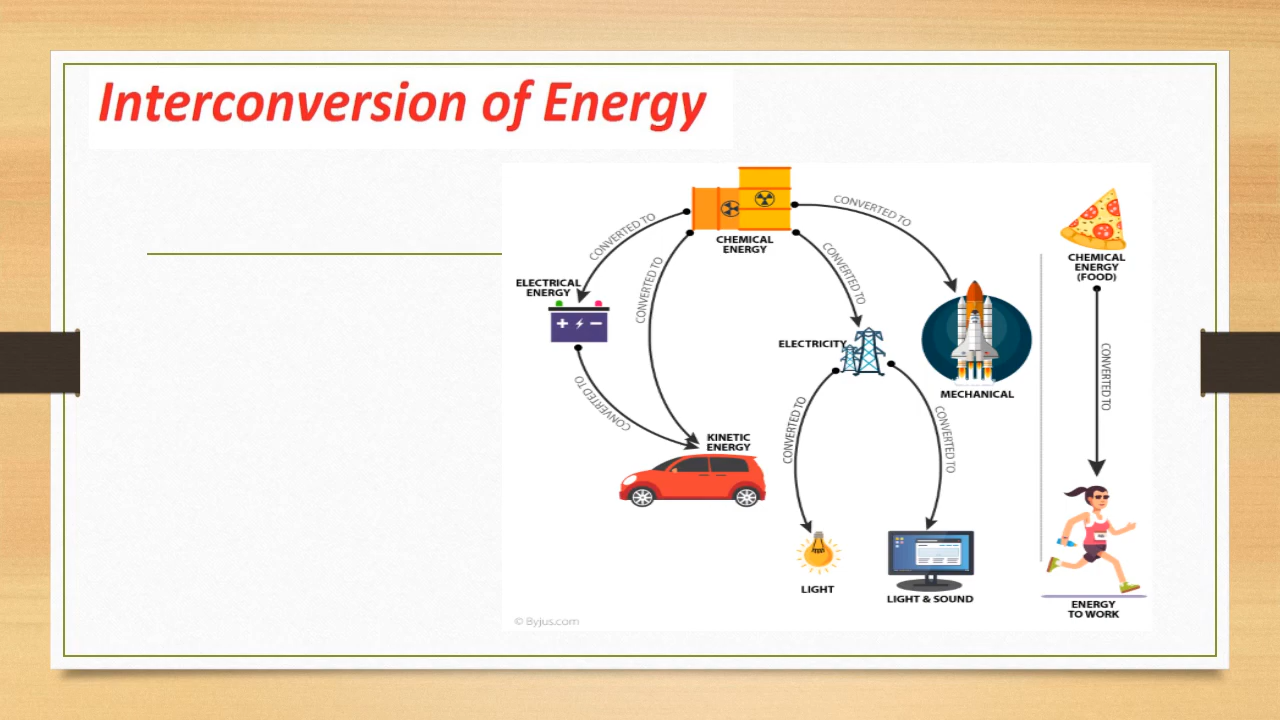 Interconversion of Energy
CONVERTED TO
CONVERTED TO
CHEMICAL
ENERGY
CONVERTED TO
CONVERTED TO
CHEMICAL
ENERGY
(FOOD)
ELECTRICAL
ENERGY
ELECTRICITY
MECHANICAL
CONVERTED TO
CONVERTED TO
KINETIC
ENERGY
CONVERTED TO
CONVERTED TO
LIGHT
LIGHT & SOUND
ENERGY
TO WORK
© Byjus.com